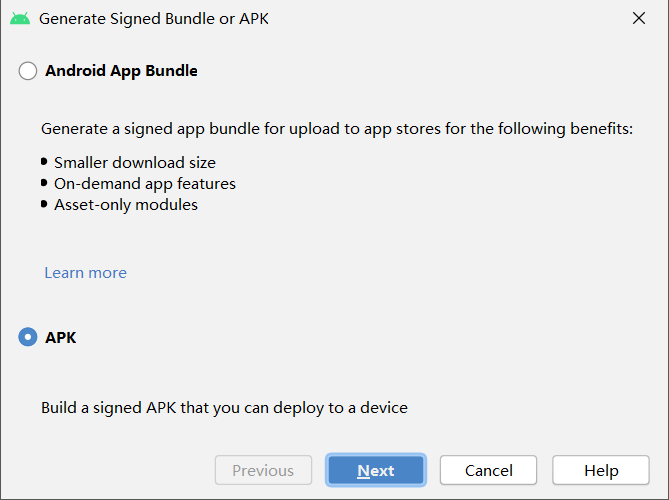 Generate Signed Bundle or APK
Android App Bundle
Generate a signed app bundle for upload to app stores for the following benefits:
• Smaller download size
• On-demand app features
• Asset-only modules
Learn more
APK
Build a signed APK that you can deploy to a device
Previous Next Cancel Help